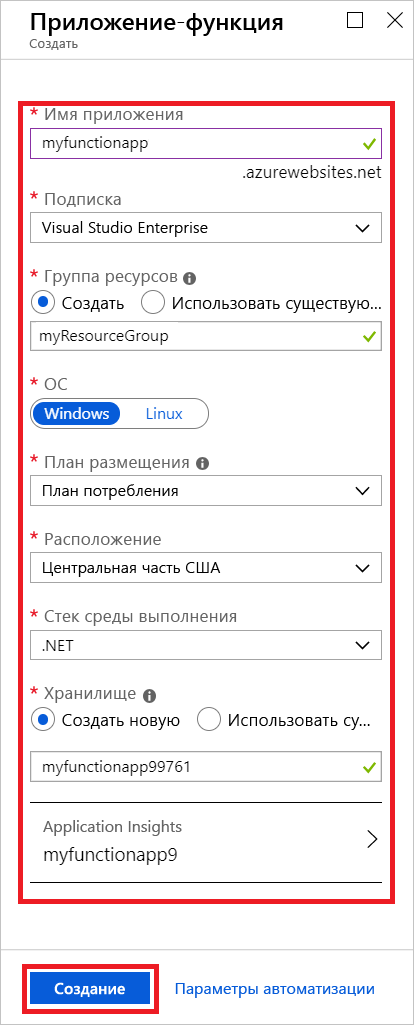 Приложение-функция
Создать
* Имя приложения
myfunctionapp
.azurewebsites.net
* Подписка
Visual Studio Enterprise
* Группа ресурсов
Создать Использовать существую...
myResourceGroup
* ОС
Windows Linux
* План размещения
План потребления
* Расположение
Центральная часть США
* Стек среды выполнения
.NET
* Хранилище
Создать новую Использовать су...
myfunctionapp99761
Application Insights
myfunctionapp9
Создание Параметры автоматизации